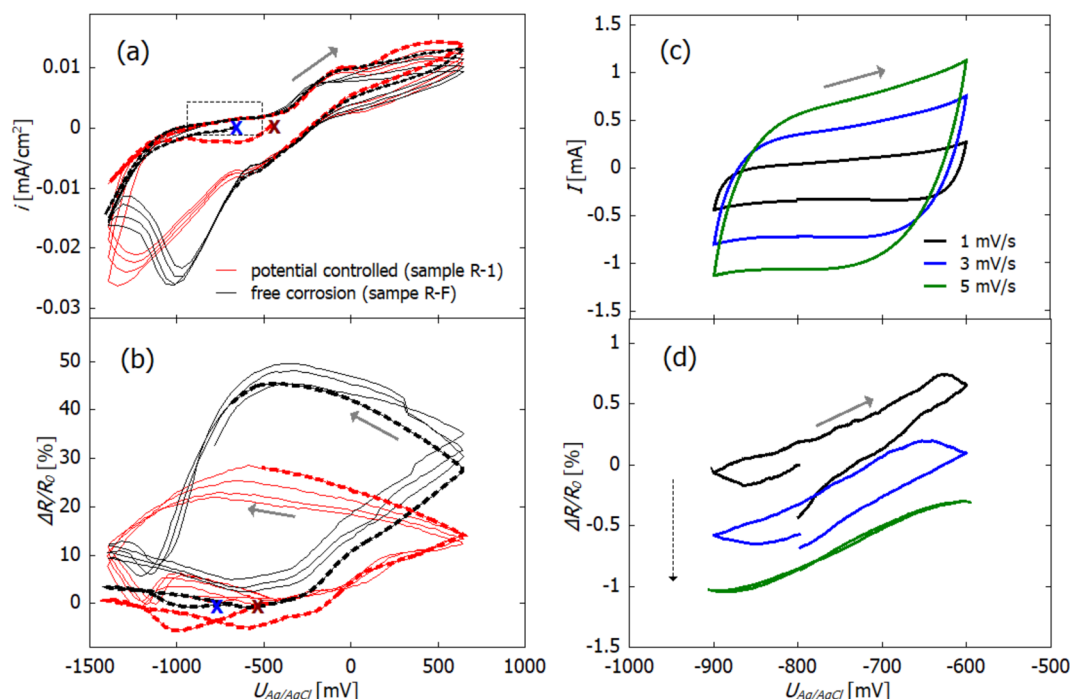 (a)
i [mA/cm²]
0.01
0
-0.01
-0.02
-0.03
X X
potential controlled (sample R-1)
free corrosion (sampe R-F)
(b)
ΔR/R0 [%]
50
40
30
20
10
0
X X
-1500 -1000 -500 0 500 1000
UAg/AgCl [mV]
(c)
I [mA]
1.5
1
0.5
0
-0.5
-1
-1.5
1 mV/s
3 mV/s
5 mV/s
(d)
ΔR/R0 [%]
0.5
0
-0.5
-1
-1.5
-1000 -900 -800 -700 -600 -500
UAg/AgCl [mV]